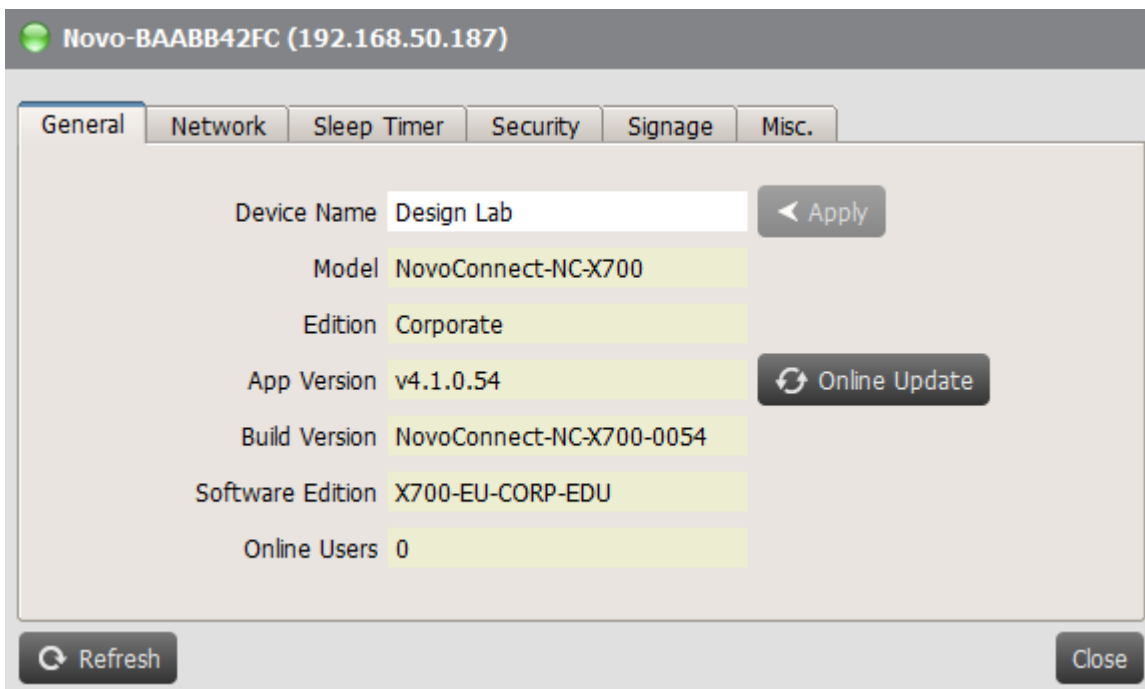 Novo-BAABB42FC (192.168.50.187)
General Network Sleep Timer Security Signage Misc.
Device Name Design Lab Apply
Model NovoConnect-NC-X700
Edition Corporate
App Version v4.1.0.54 Online Update
Build Version NovoConnect-NC-X700-0054
Software Edition X700-EU-CORP-EDU
Online Users 0
Refresh Close